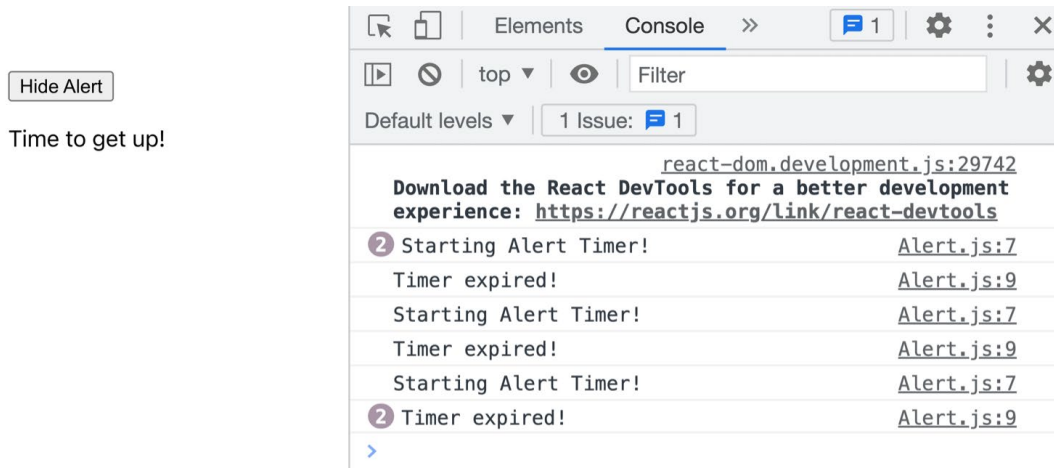 Hide Alert
Time to get up!
Elements Console 1
top Filter
Default levels 1 Issue: 1
react-dom.development.js:29742
Download the React DevTools for a better development
experience: https://reactjs.org/link/react-devtools
2 Starting Alert Timer! Alert.js:7
Timer expired! Alert.js:9
Starting Alert Timer! Alert.js:7
Timer expired! Alert.js:9
Starting Alert Timer! Alert.js:7
2 Timer expired! Alert.js:9